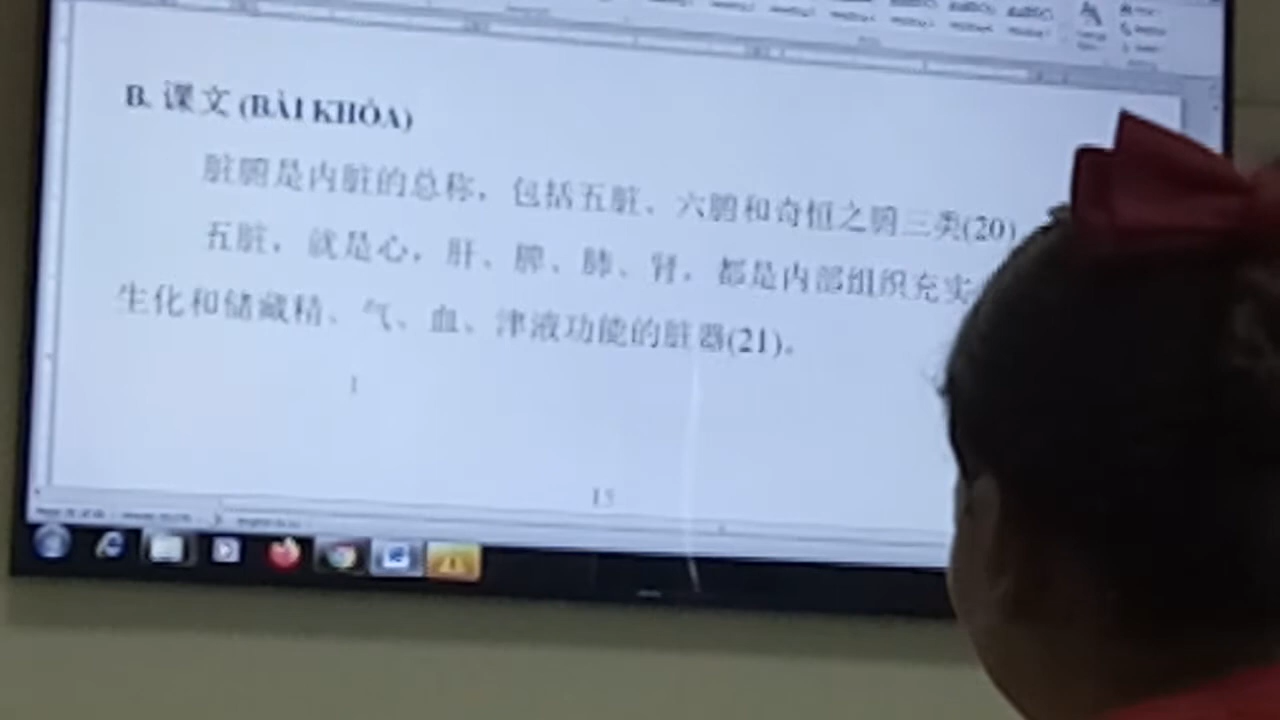 B. 课文 (BÀI KHÓA)
脏腑是内脏的总称，包括五脏、六腑和奇恒之腑三类(20)
五脏，就是心，肝、脾、肺、肾，都是内部组织充实
生化和储藏精、气、血、津液功能的脏器(21)。
15